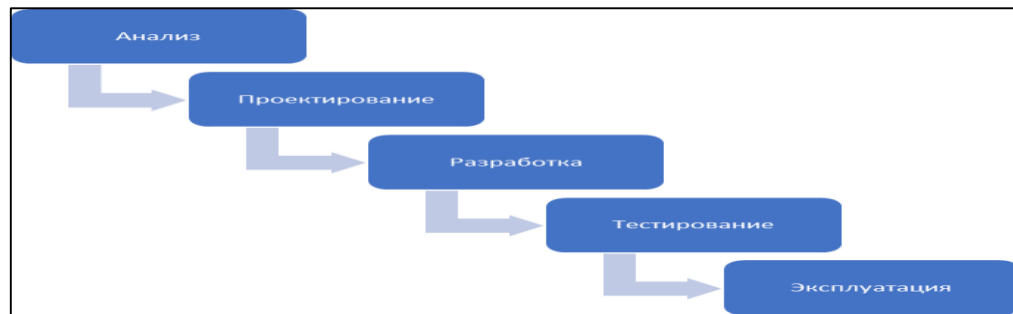 Анализ
Проектирование
Разработка
Тестирование
Эксплуатация